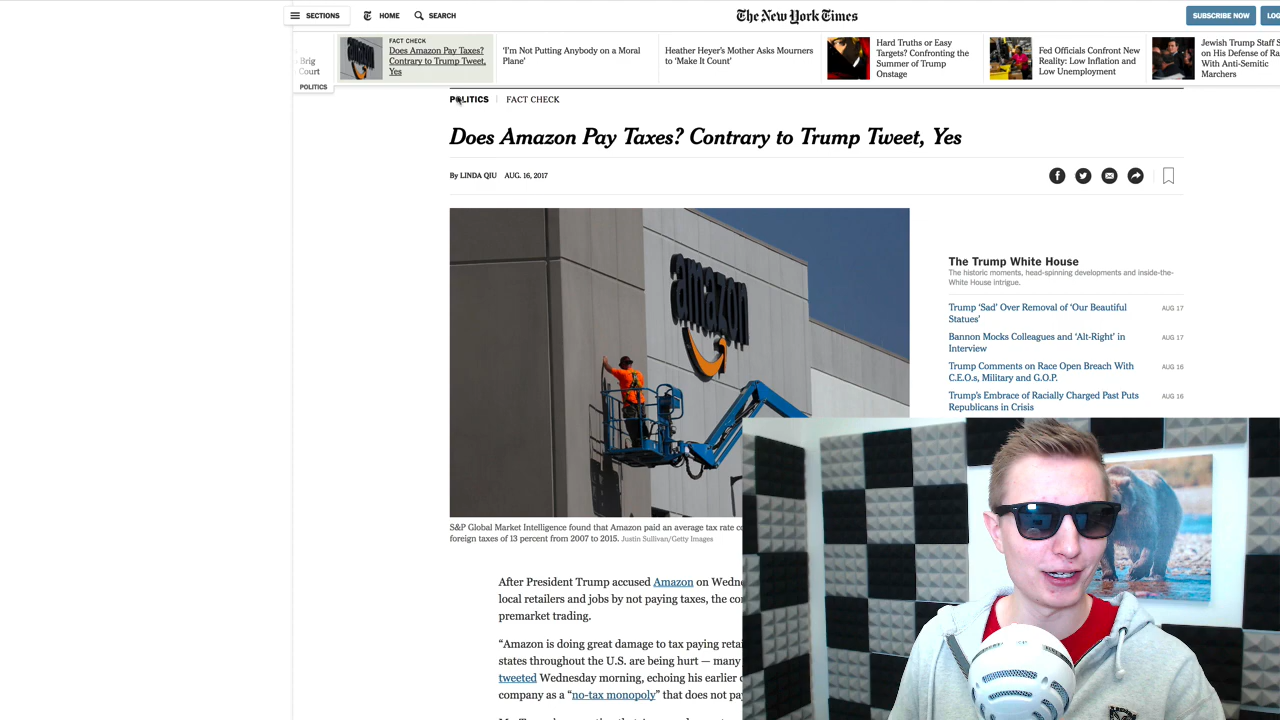 SECTIONS
HOME
SEARCH
The New York Times
SUBSCRIBE NOW
LOG
Brig
Court
FACT CHECK
Does Amazon Pay Taxes?
Contrary to Trump Tweet,
Yes
'I'm Not Putting Anybody on a Moral
Plane'
Heather Heyer's Mother Asks Mourners
to 'Make It Count'
Hard Truths or Easy
Targets? Confronting the
Summer of Trump
Onstage
Fed Officials Confront New
Reality: Low Inflation and
Low Unemployment
Jewish Trump Staff S
on His Defense of Ra
With Anti-Semitic
Marchers
POLITICS
POLITICS | FACT CHECK
Does Amazon Pay Taxes? Contrary to Trump Tweet, Yes
By LINDA QIU AUG. 16, 2017
amazon
The Trump White House
The historic moments, head-spinning developments and inside-the-
White House intrigue.
Trump 'Sad' Over Removal of 'Our Beautiful
Statues'
AUG 17
Bannon Mocks Colleagues and 'Alt-Right' in
Interview
AUG 17
Trump Comments on Race Open Breach With
C.E.O.s, Military and G.O.P.
AUG 16
Trump's Embrace of Racially Charged Past Puts
Republicans in Crisis
AUG 16
S&P Global Market Intelligence found that Amazon paid an average tax rate
foreign taxes of 13 percent from 2007 to 2015. Justin Sullivan/Getty Images
After President Trump accused Amazon on Wedn
local retailers and jobs by not paying taxes, the co
premarket trading.
“Amazon is doing great damage to tax paying retai
states throughout the U.S. are being hurt — many
tweeted Wednesday morning, echoing his earlier
company as a “no-tax monopoly” that does not pa